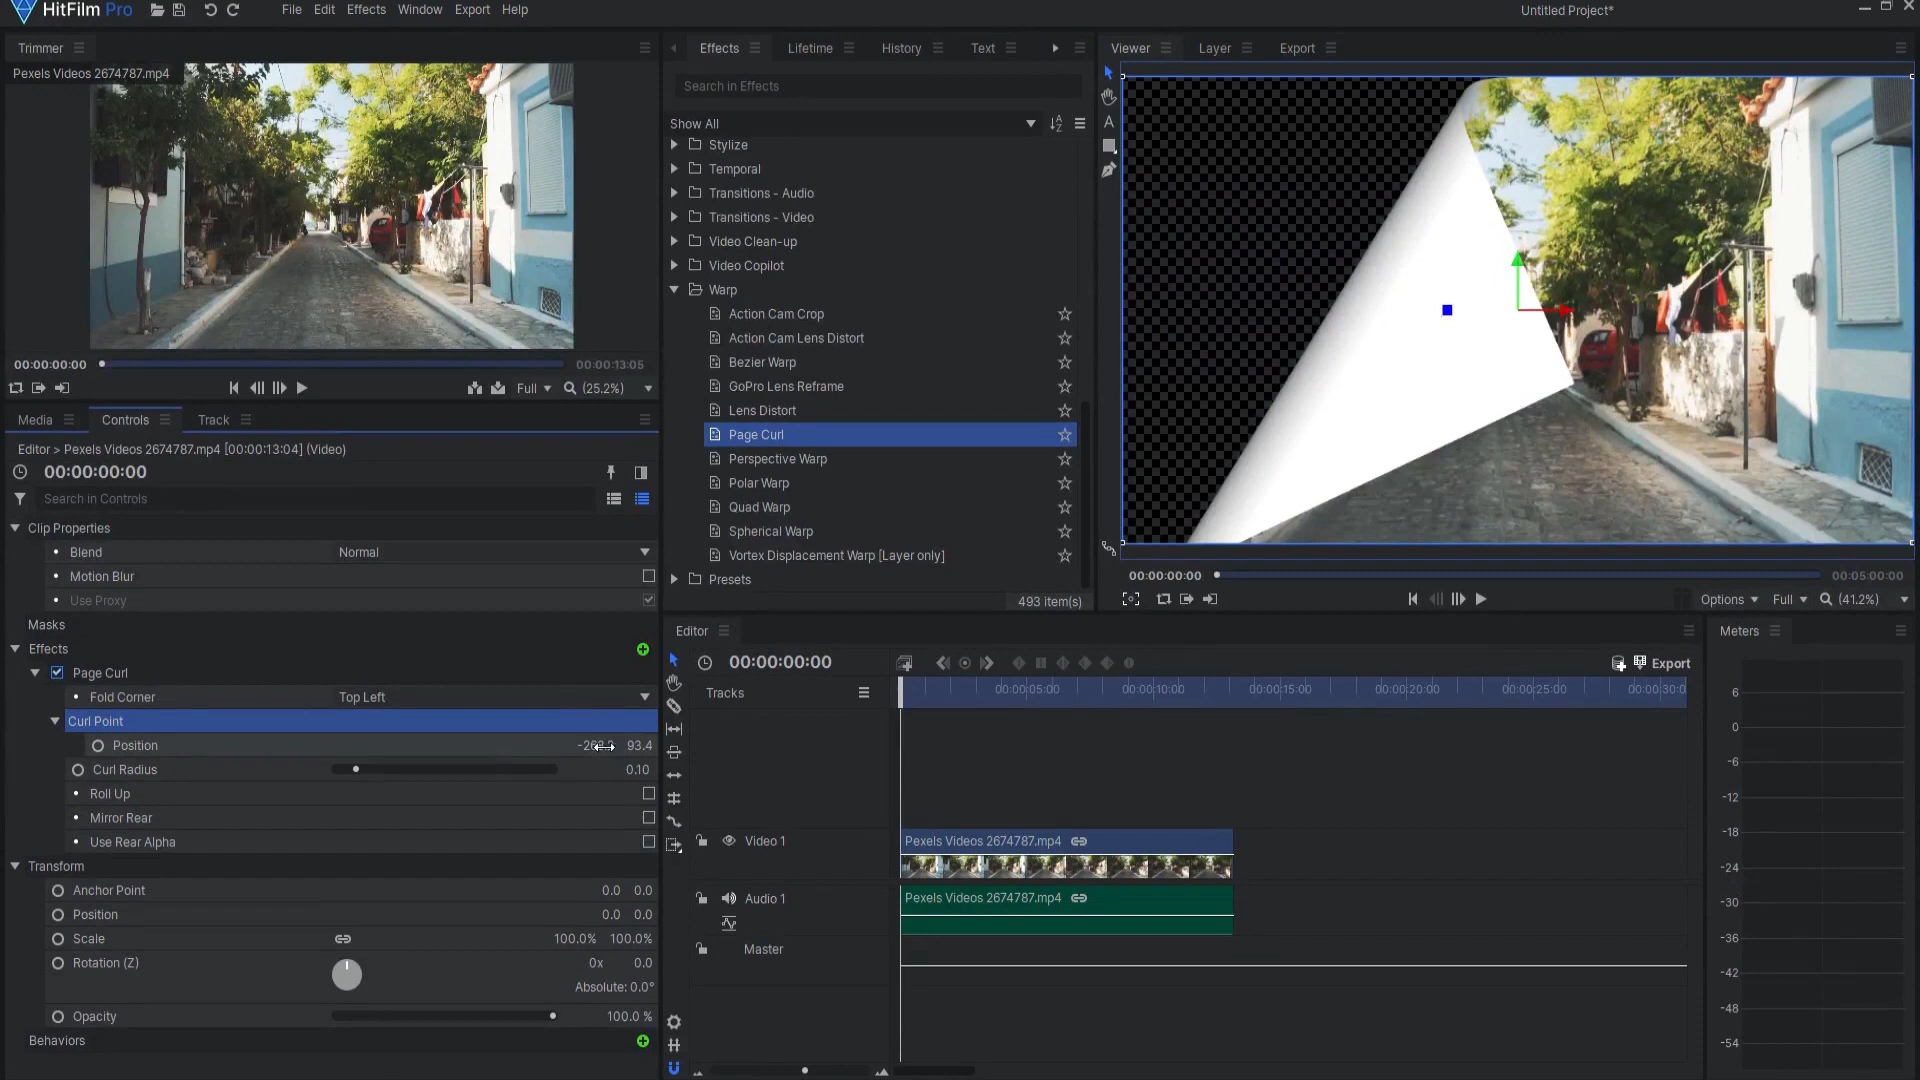 HitFilm Pro
File Edit Effects Window Export Help
Untitled Project*
Trimmer
Pexels Videos 2674787.mp4
00:00:00:00
00:00:13:05
Full
(25.2%)
Media Controls Track
Editor > Pexels Videos 2674787.mp4 [00:00:13:04] (Video)
00:00:00:00
Search in Controls
Clip Properties
Blend Normal
Motion Blur
Use Proxy
Masks
Effects
Page Curl
Fold Corner Top Left
Curl Point
Position 93.4
Curl Radius 0.10
Roll Up
Mirror Rear
Use Rear Alpha
Transform
Anchor Point 0.0 0.0
Position 0.0 0.0
Scale 100.0% 100.0%
Rotation (Z) 0x 0.0
Absolute: 0.0°
Opacity 100.0 %
Behaviors
Effects Lifetime History Text
Search in Effects
Show All
Stylize
Temporal
Transitions - Audio
Transitions - Video
Video Clean-up
Video Copilot
Warp
Action Cam Crop
Action Cam Lens Distort
Bezier Warp
GoPro Lens Reframe
Lens Distort
Page Curl
Perspective Warp
Polar Warp
Quad Warp
Spherical Warp
Vortex Displacement Warp [Layer only]
Presets
493 item(s)
Viewer Layer Export
00:00:00:00
00:05:00:00
Options Full (41.2%)
Editor
00:00:00:00
Export
Tracks
00:00:05:00 00:00:10:00 00:00:15:00 00:00:20:00 00:00:25:00 00:00:30:0
Video 1
Pexels Videos 2674787.mp4
Audio 1
Pexels Videos 2674787.mp4
Master
Meters
6
0
-6
-12
-18
-24
-30
-36
-42
-48
-54